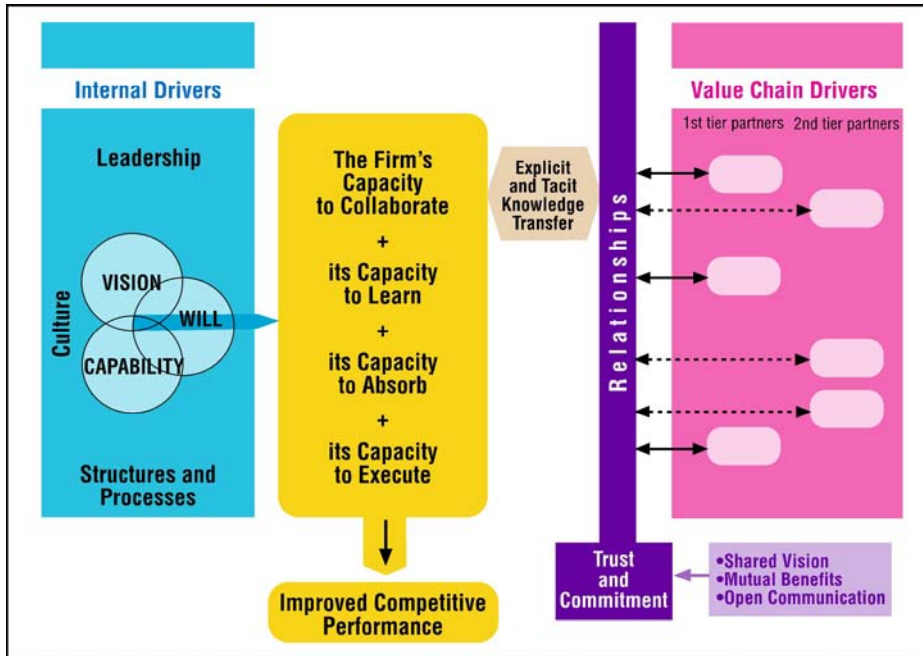 Internal Drivers
Leadership
Culture
VISION
WILL
CAPABILITY
Structures and
Processes
The Firm's
Capacity
to Collaborate
+
its Capacity
to Learn
+
its Capacity
to Absorb
+
its Capacity
to Execute
Improved Competitive
Performance
Explicit
and Tacit
Knowledge
Transfer
Relationships
Trust
and
Commitment
Value Chain Drivers
1st tier partners
2nd tier partners
•Shared Vision
•Mutual Benefits
•Open Communication